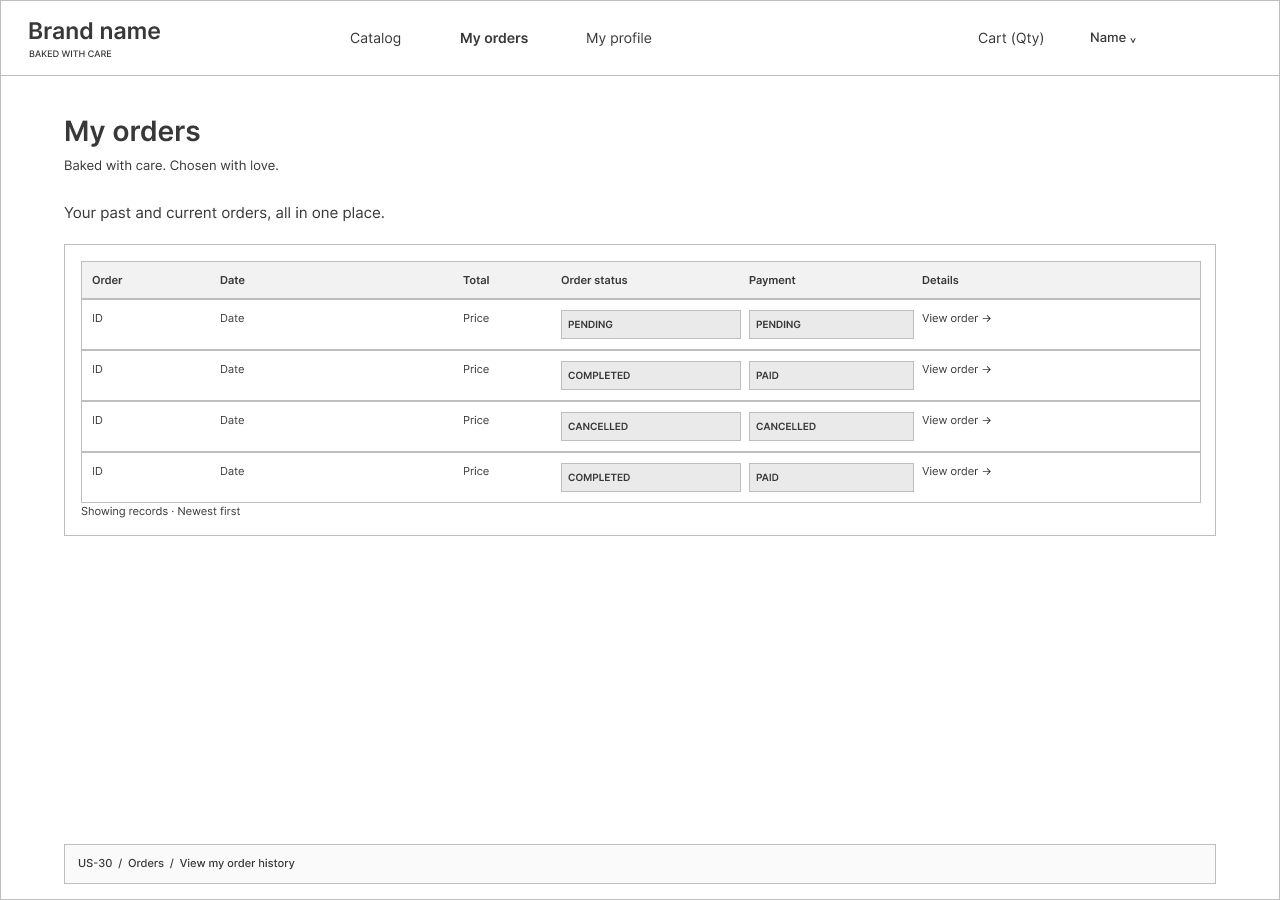 Brand name
BAKED WITH CARE
Catalog My orders My profile Cart (Qty) Name v
My orders
Baked with care. Chosen with love.
Your past and current orders, all in one place.
Order Date Total Order status Payment Details
ID Date Price PENDING PENDING View order →
ID Date Price COMPLETED PAID View order →
ID Date Price CANCELLED CANCELLED View order →
ID Date Price COMPLETED PAID View order →
Showing records · Newest first
US-30 / Orders / View my order history